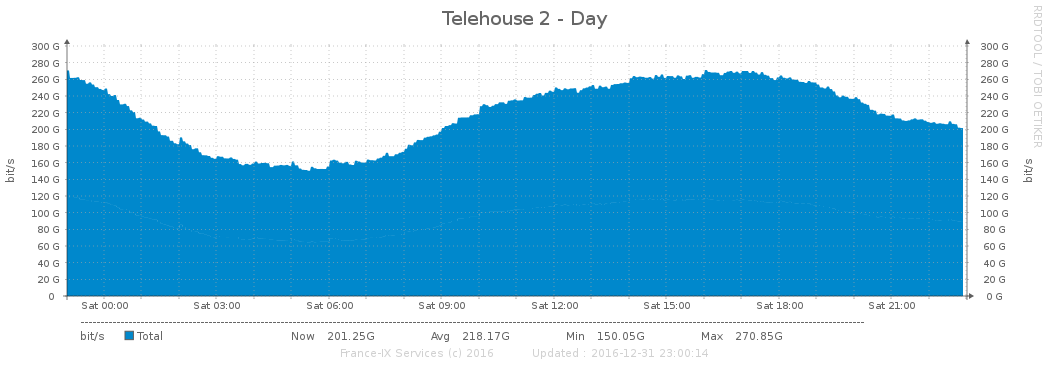 Telehouse 2 - Day
RRDTOOL / TOBI OETIKER
bit/s
300 G 300 G
280 G 280 G
260 G 260 G
240 G 240 G
220 G 220 G
200 G 200 G
180 G 180 G
160 G 160 G
140 G 140 G
120 G 120 G
100 G 100 G
80 G 80 G
60 G 60 G
40 G 40 G
20 G 20 G
0 0 G
bit/s
Sat 00:00 Sat 03:00 Sat 06:00 Sat 09:00 Sat 12:00 Sat 15:00 Sat 18:00 Sat 21:00
bit/s Total Now 201.25G Avg 218.17G Min 150.05G Max 270.85G
France-IX Services (c) 2016 Updated : 2016-12-31 23:00:14